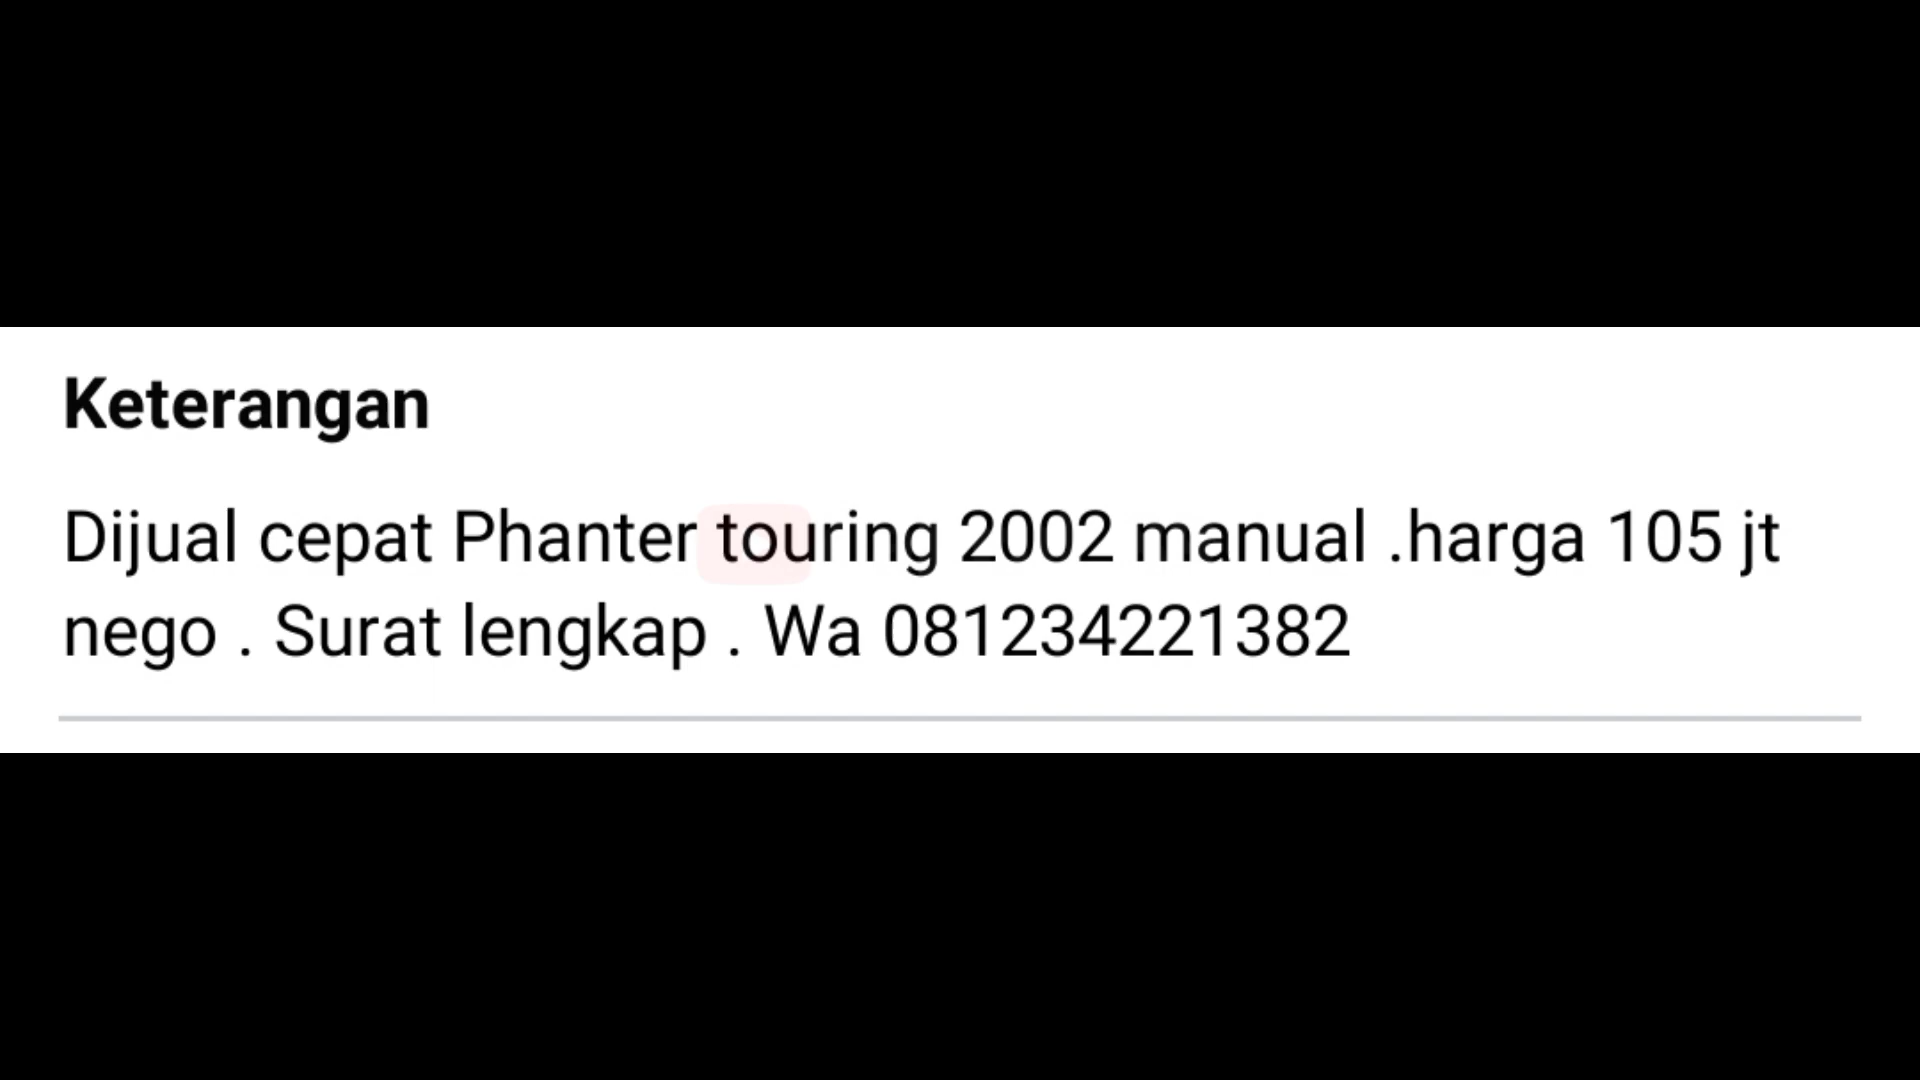 Keterangan
Dijual cepat Phanter touring 2002 manual .harga 105 jt
nego . Surat lengkap . Wa 081234221382